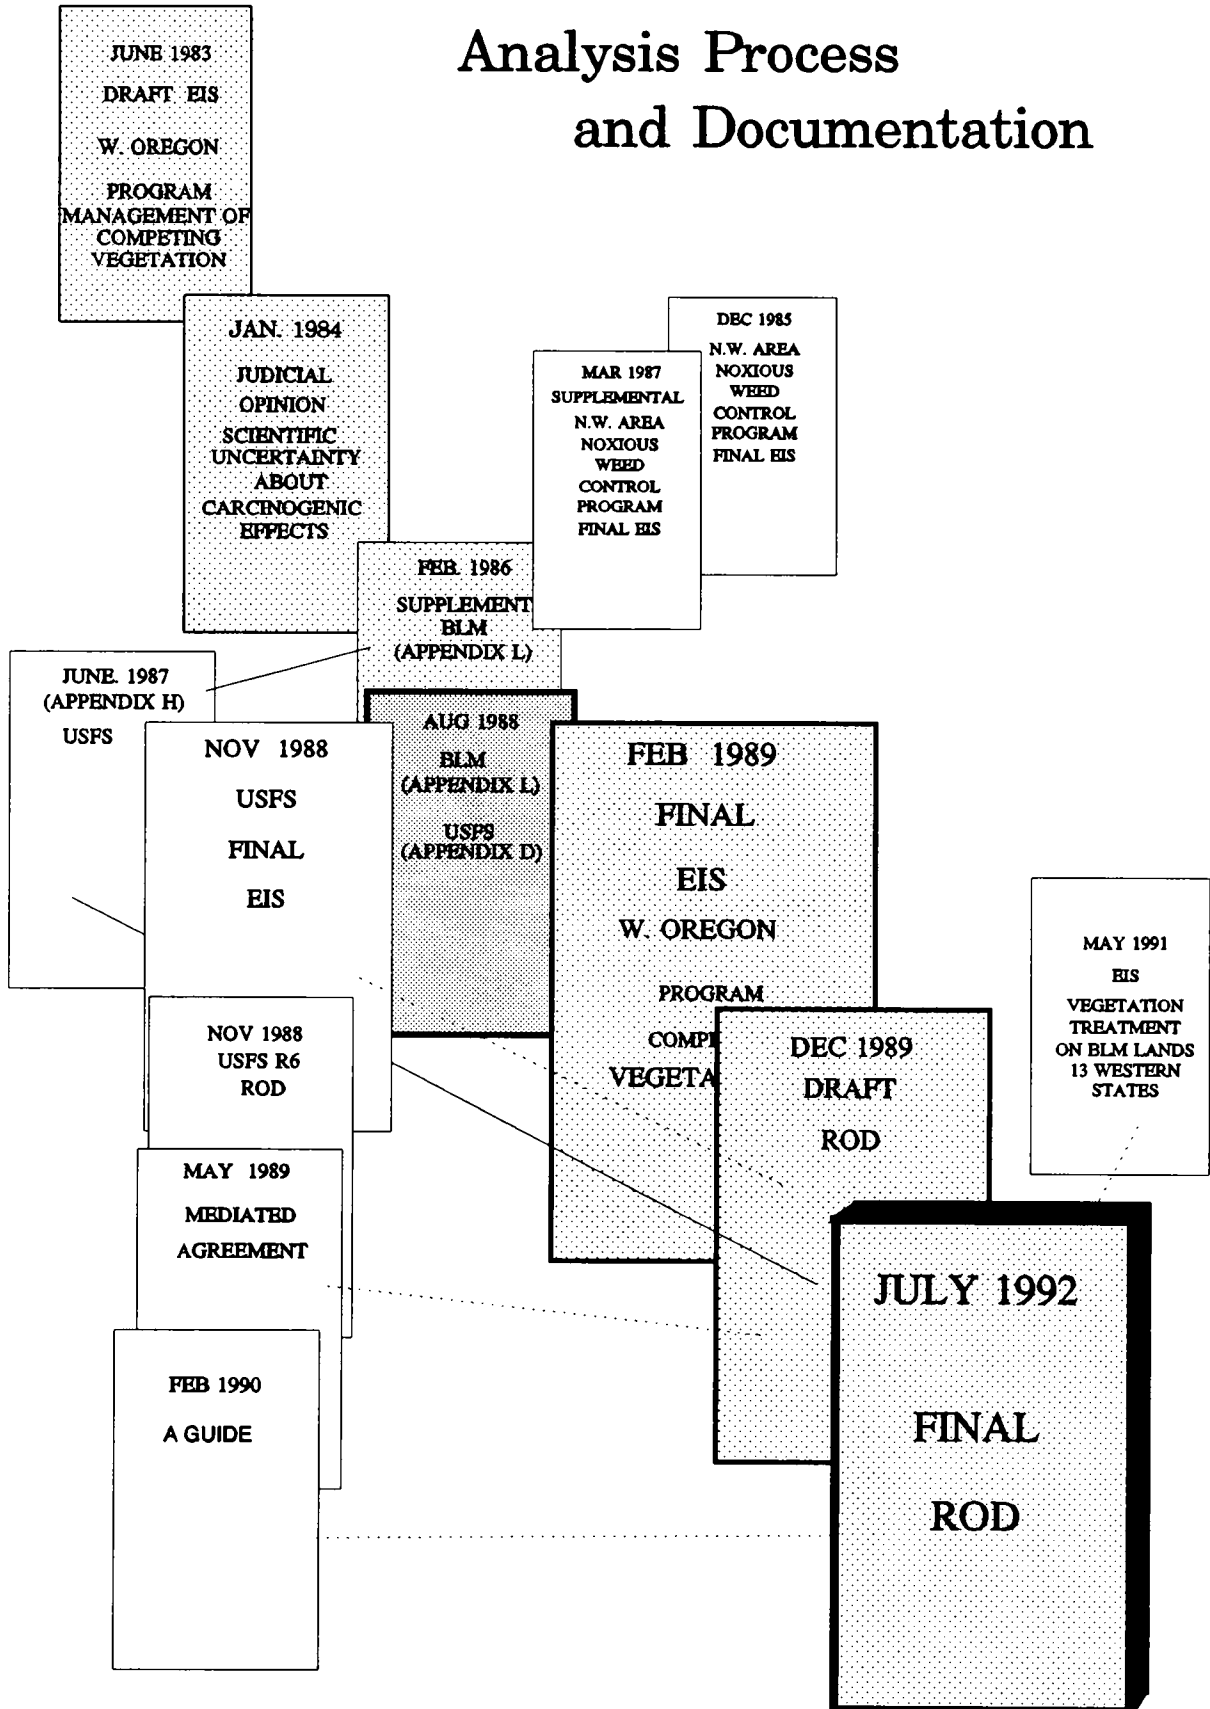 Analysis Process
and Documentation
JUNE 1983
DRAFT EIS
W. OREGON
PROGRAM
MANAGEMENT OF
COMPETING
VEGETATION
JAN. 1984
JUDICIAL
OPINION
SCIENTIFIC
UNCERTAINTY
ABOUT
CARCINOGENIC
EFFECTS
DEC 1985
N.W. AREA
NOXIOUS
WEED
CONTROL
PROGRAM
FINAL EIS
MAR 1987
SUPPLEMENTAL
N.W. AREA
NOXIOUS
WEED
CONTROL
PROGRAM
FINAL EIS
FEB. 1986
SUPPLEMENT
BLM
(APPENDIX L)
JUNE. 1987
(APPENDIX H)
USFS
NOV 1988
USFS
FINAL
EIS
AUG 1988
BLM
(APPENDIX L)
USFS
(APPENDIX D)
FEB 1989
FINAL
EIS
W. OREGON
PROGRAM
COMPE
VEGETA
MAY 1991
EIS
VEGETATION
TREATMENT
ON BLM LANDS
13 WESTERN
STATES
NOV 1988
USFS R6
ROD
DEC 1989
DRAFT
ROD
MAY 1989
MEDIATED
AGREEMENT
JULY 1992
FINAL
ROD
FEB 1990
A GUIDE